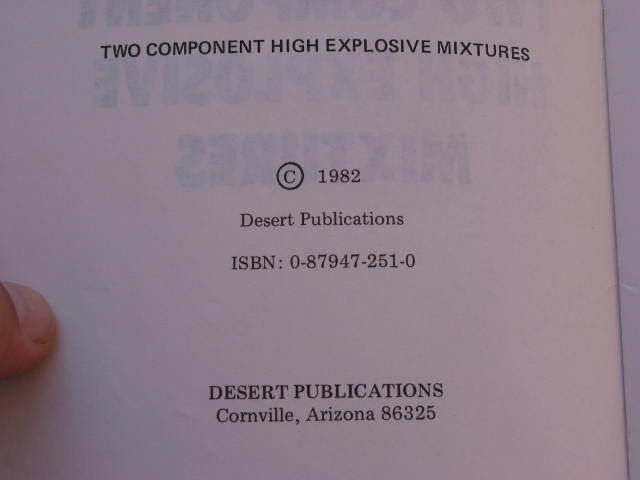 TWO COMPONENT HIGH EXPLOSIVE MIXTURES
© 1982
Desert Publications
ISBN: 0-87947-251-0
DESERT PUBLICATIONS
Cornville, Arizona 86325